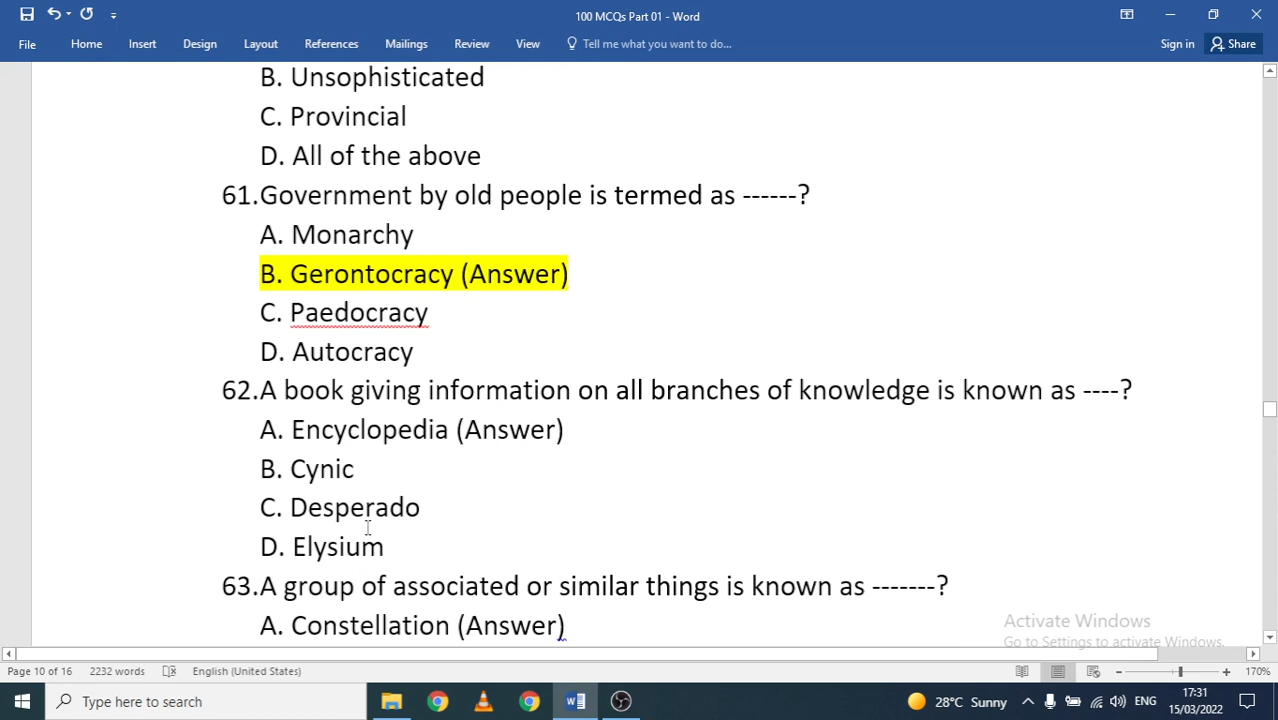 100 MCQs Part 01 - Word
File Home Insert Design Layout References Mailings Review View Tell me what you want to do... Sign in Share
B. Unsophisticated
C. Provincial
D. All of the above
61.Government by old people is termed as ------?
A. Monarchy
B. Gerontocracy (Answer)
C. Paedocracy
D. Autocracy
62.A book giving information on all branches of knowledge is known as ----?
A. Encyclopedia (Answer)
B. Cynic
C. Desperado
D. Elysium
63.A group of associated or similar things is known as -------?
A. Constellation (Answer)
Activate Windows
Go to Settings to activate Windows.
Page 10 of 16 2232 words English (United States) 170%
Type here to search 28°C Sunny ENG 17:31
15/03/2022